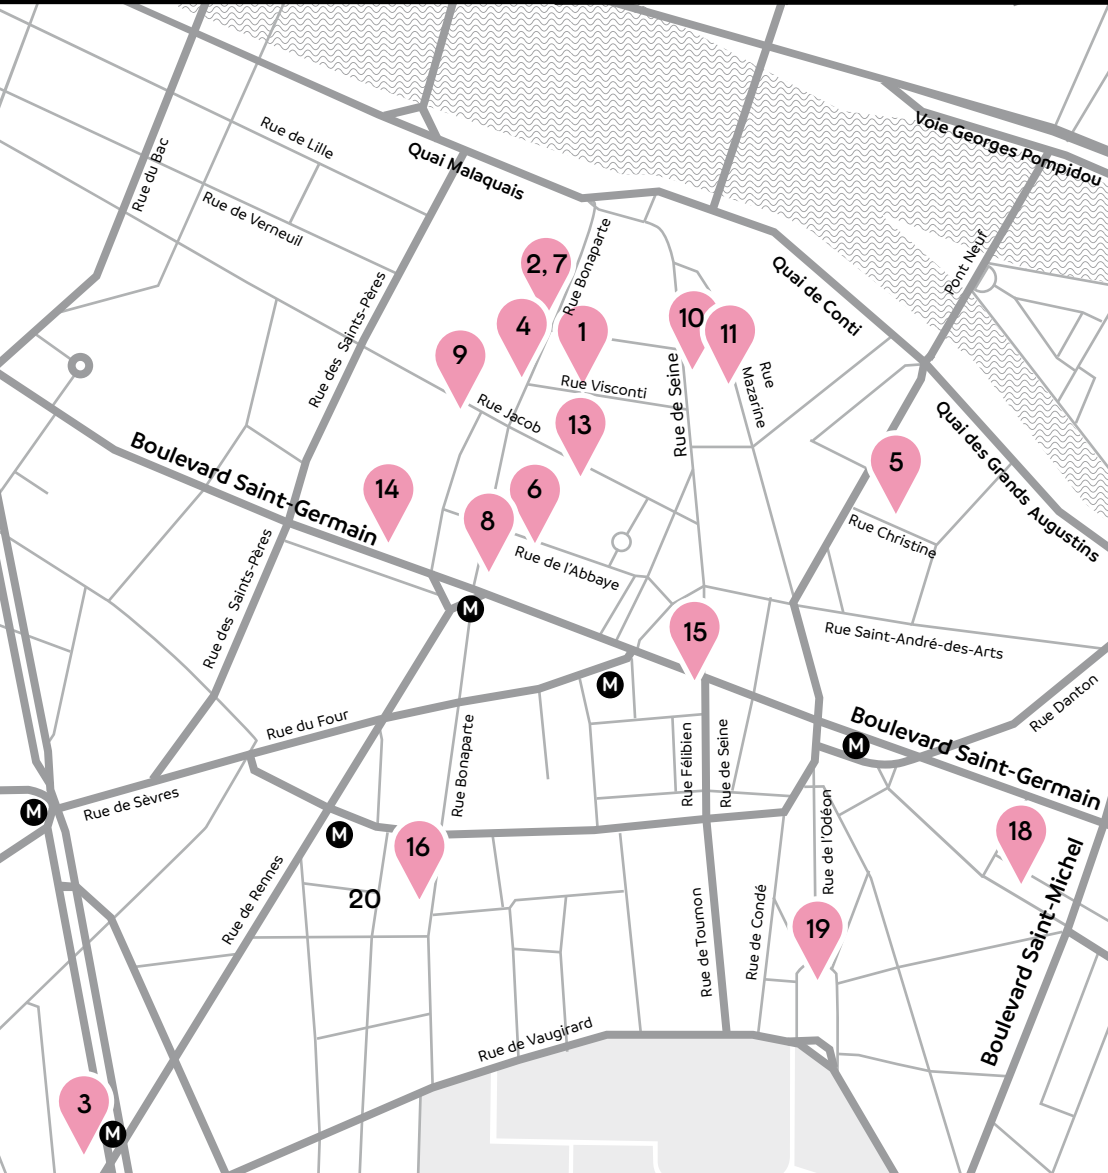 Voie Georges Pompidou
Rue de Lille
Quai Malaquais
Rue du Bac
Rue de Verneuil
Rue Bonaparte
Pont Neuf
2, 7
Quai de Conti
Rue des Saints-Pères
4
1
10
11
9
Rue Visconti
Rue de Seine
Rue Mazarine
Rue Jacob
13
Quai des Grands Augustins
Boulevard Saint-Germain
5
14
6
8
Rue Christine
Rue de l'Abbaye
Rue des Saints-Pères
M
15
Rue Saint-André-des-Arts
M
Rue Danton
Rue du Four
Boulevard Saint-Germain
M
Rue Bonaparte
Rue Félibien
Rue de Seine
Rue de Sèvres
M
M
Rue de l'Odéon
18
16
20
Rue de Rennes
Boulevard Saint-Michel
Rue de Tournon
Rue de Condé
19
Rue de Vaugirard
3
M